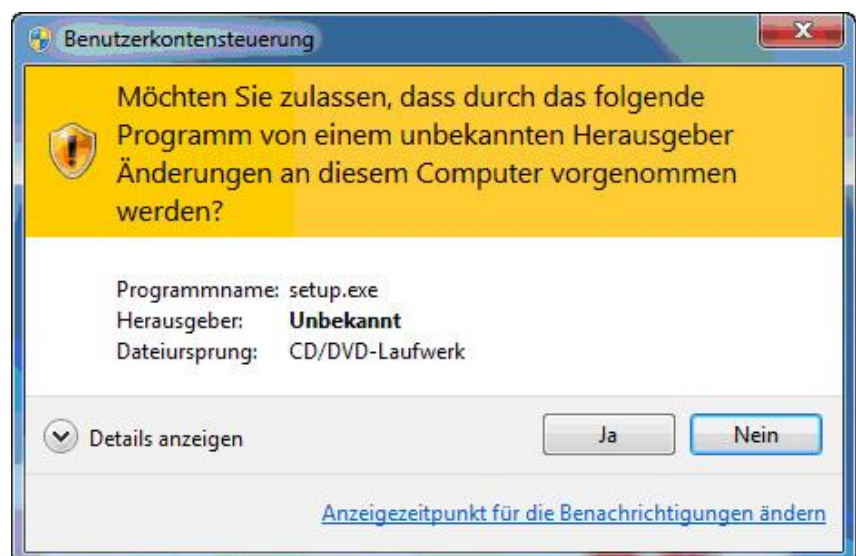 Benutzerkontensteuerung
Möchten Sie zulassen, dass durch das folgende
Programm von einem unbekannten Herausgeber
Änderungen an diesem Computer vorgenommen
werden?
Programmname: setup.exe
Herausgeber: Unbekannt
Dateiursprung: CD/DVD-Laufwerk
Details anzeigen
Ja
Nein
Anzeigezeitpunkt für die Benachrichtigungen ändern